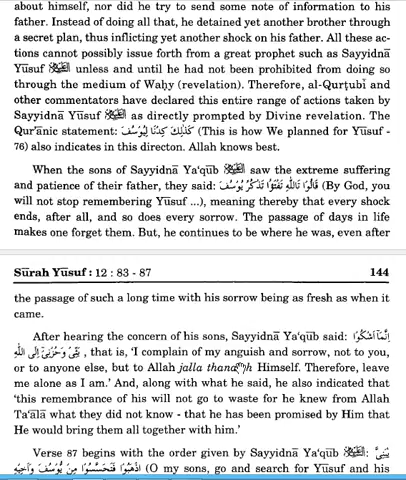 about himself, nor did he try to send some note of information to his
father. Instead of doing all that, he detained yet another brother through
a secret plan, thus inflicting yet another shock on his father. All these ac-
tions cannot possibly issue forth from a great prophet such as Sayyidnā
Yūsuf unless and until he had not been prohibited from doing so
through the medium of Waḥy (revelation). Therefore, al-Qurṭubī and
other commentators have declared this entire range of actions taken by
Sayyidnā Yūsuf as directly prompted by Divine revelation. The
Qur'ānic statement: كَذَٰلِكَ كِدْنَا لِيُوسُفَ (This is how We planned for Yūsuf -
76) also indicates in this directon. Allah knows best.
When the sons of Sayyidnā Ya'qūb saw the extreme suffering
and patience of their father, they said: قَالُوا تَاللَّهِ تَفْتَؤُا تَذْكُرُ يُوسُفَ (By God, you
will not stop remembering Yūsuf ...), meaning thereby that every shock
ends, after all, and so does every sorrow. The passage of days in life
makes one forget them. But, he continues to be where he was, even after
Sūrah Yūsuf : 12 : 83 - 87 144
the passage of such a long time with his sorrow being as fresh as when it
came.
After hearing the concern of his sons, Sayyidnā Ya'qūb said: إِنَّمَا أَشْكُوا
بَثِّي وَحُزْنِي إِلَى اللَّهِ , that is, 'I complain of my anguish and sorrow, not to you,
or to anyone else, but to Allah jalla thanā'uh Himself. Therefore, leave
me alone as I am.' And, along with what he said, he also indicated that
'this remembrance of his will not go to waste for he knew from Allah
Ta'ālā what they did not know - that he has been promised by Him that
He would bring them all together with him.'
Verse 87 begins with the order given by Sayyidnā Ya'qūb : يَٰبَنِيَّ
اذْهَبُوا فَتَحَسَّسُوا مِن يُوسُفَ وَأَخِيهِ (O my sons, go and search for Yūsuf and his